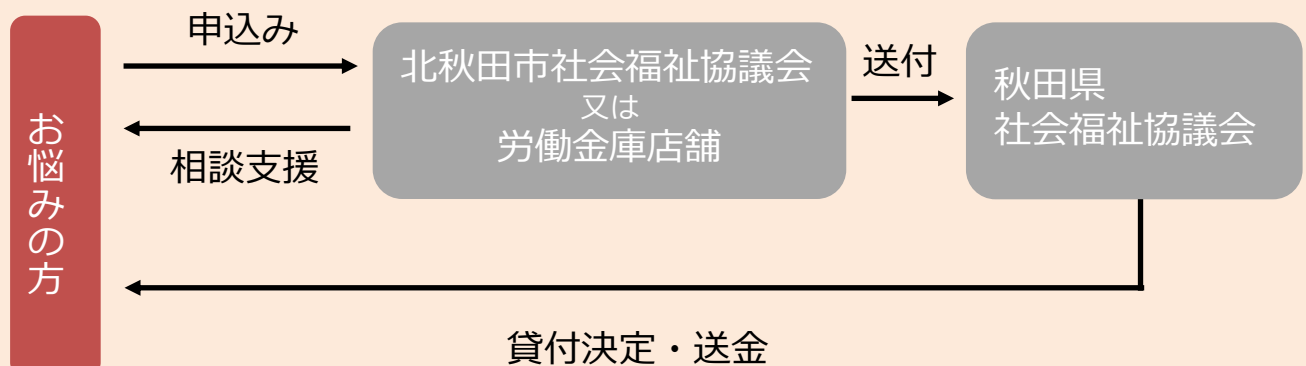 お悩みの方
申込み
相談支援
北秋田市社会福祉協議会
又は
労働金庫店舗
送付
秋田県
社会福祉協議会
貸付決定・送金